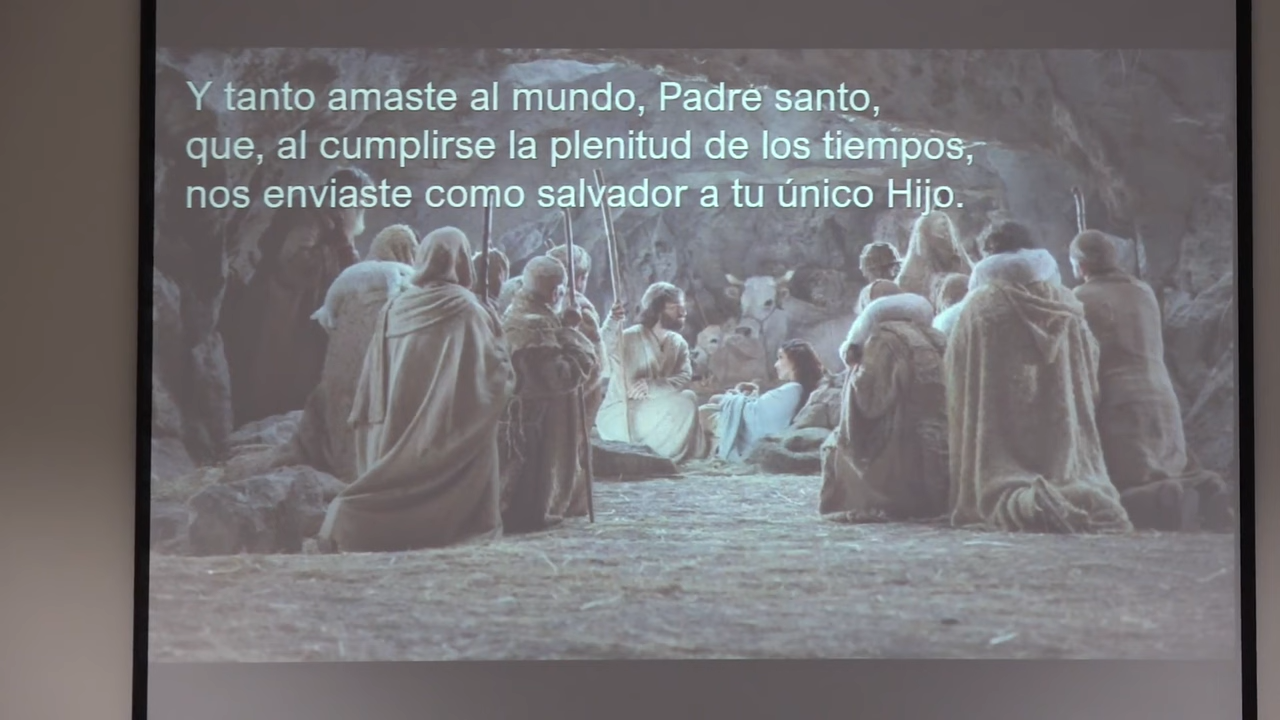 Y tanto amaste al mundo, Padre santo,
que, al cumplirse la plenitud de los tiempos,
nos enviaste como salvador a tu único Hijo.